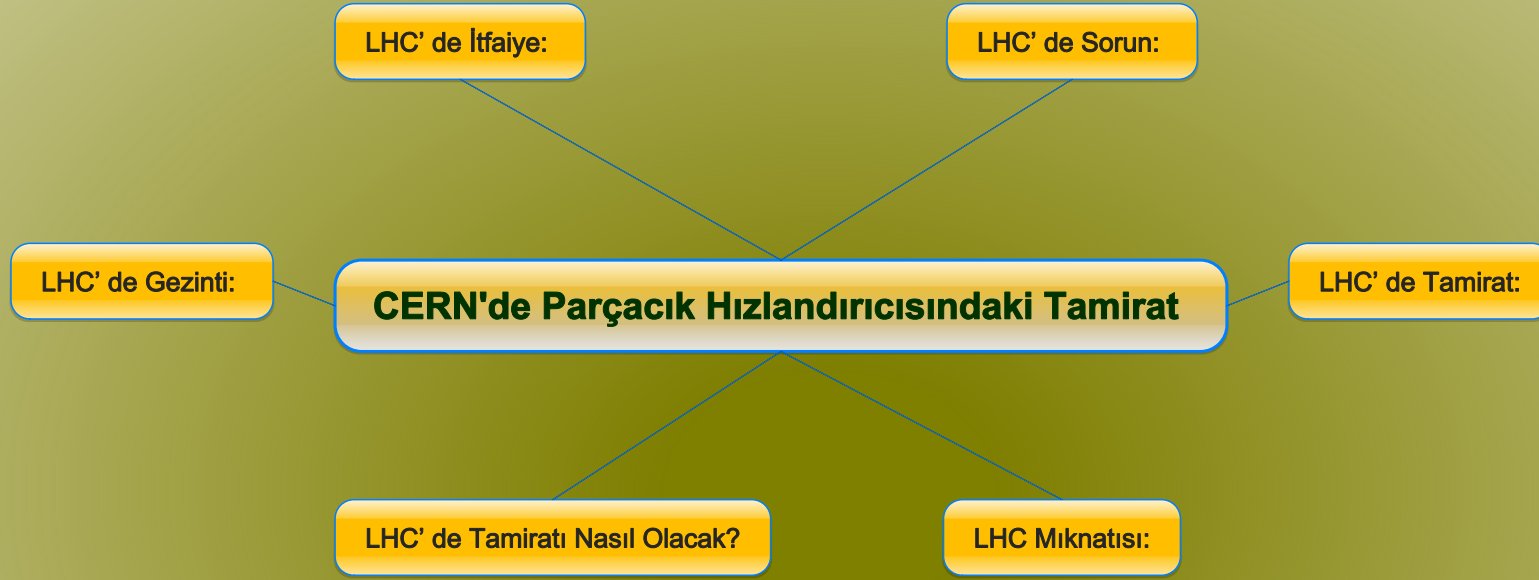 LHC’ de İtfaiye:
LHC’ de Sorun:
LHC’ de Gezinti:
CERN'de Parçacık Hızlandırıcısındaki Tamirat
LHC’ de Tamirat:
LHC’ de Tamiratı Nasıl Olacak?
LHC Mıknatısı: